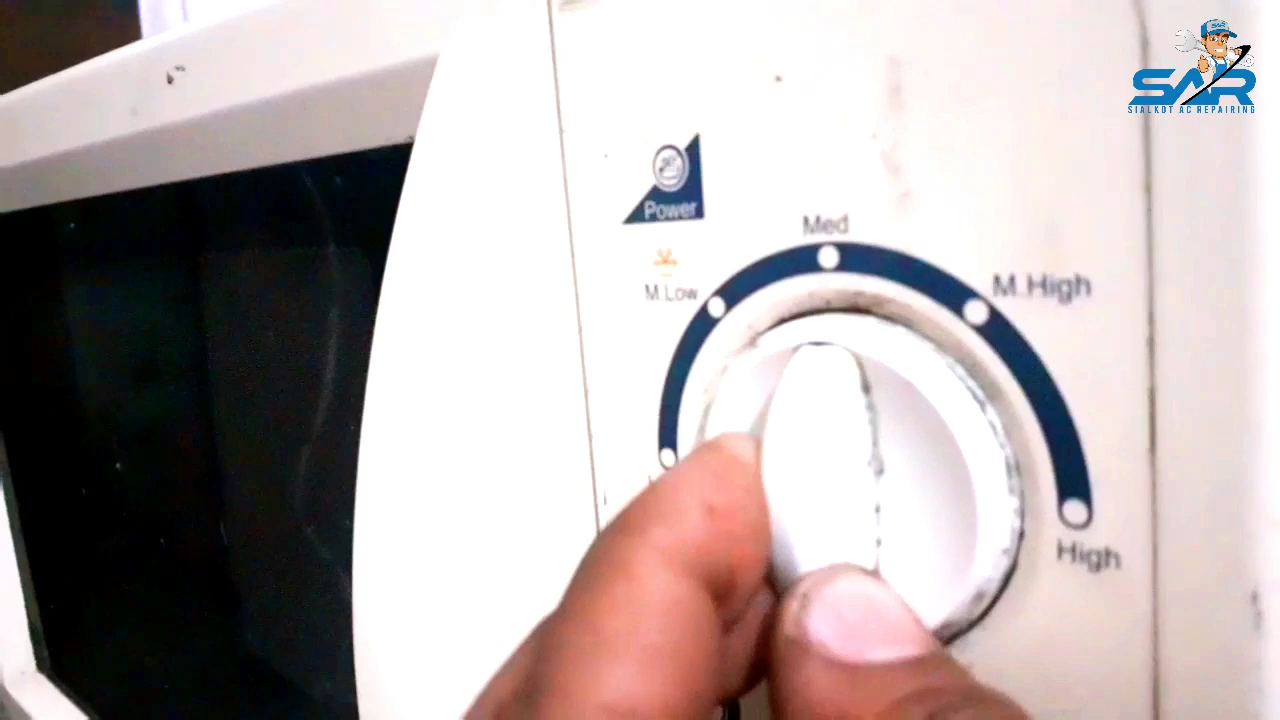 SAR
SIALKOT AC REPAIRING
Power
Med
M.Low
M.High
High